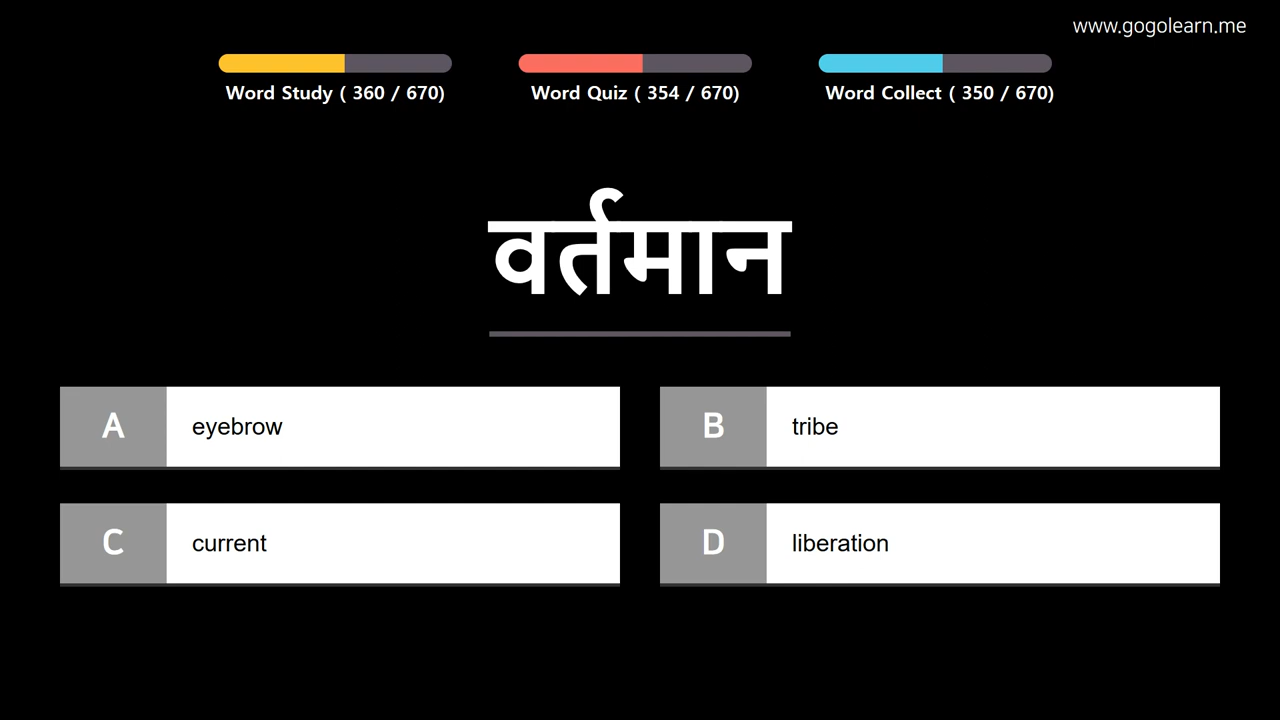 www.gogolearn.me
Word Study ( 360 / 670)
Word Quiz ( 354 / 670)
Word Collect ( 350 / 670)
वर्तमान
A eyebrow
B tribe
C current
D liberation